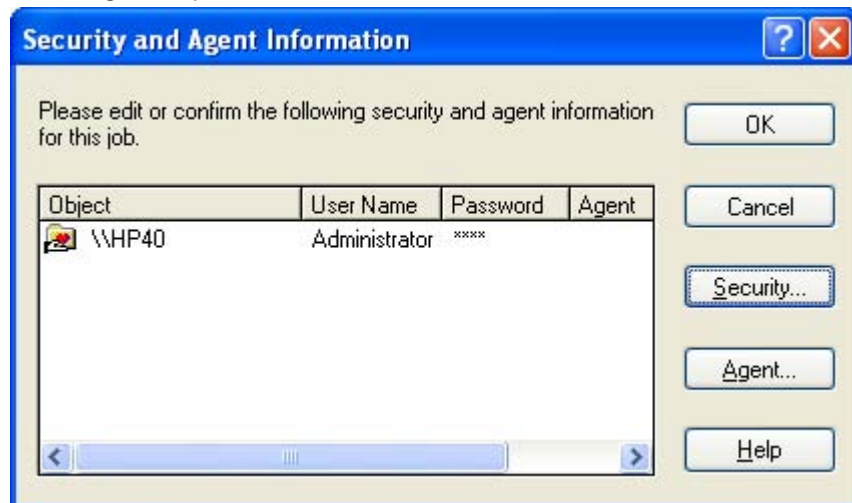 Security and Agent Information
Please edit or confirm the following security and agent information
for this job.
OK
Object User Name Password Agent
Cancel
\\HP40 Administrator ****
Security...
Agent...
Help